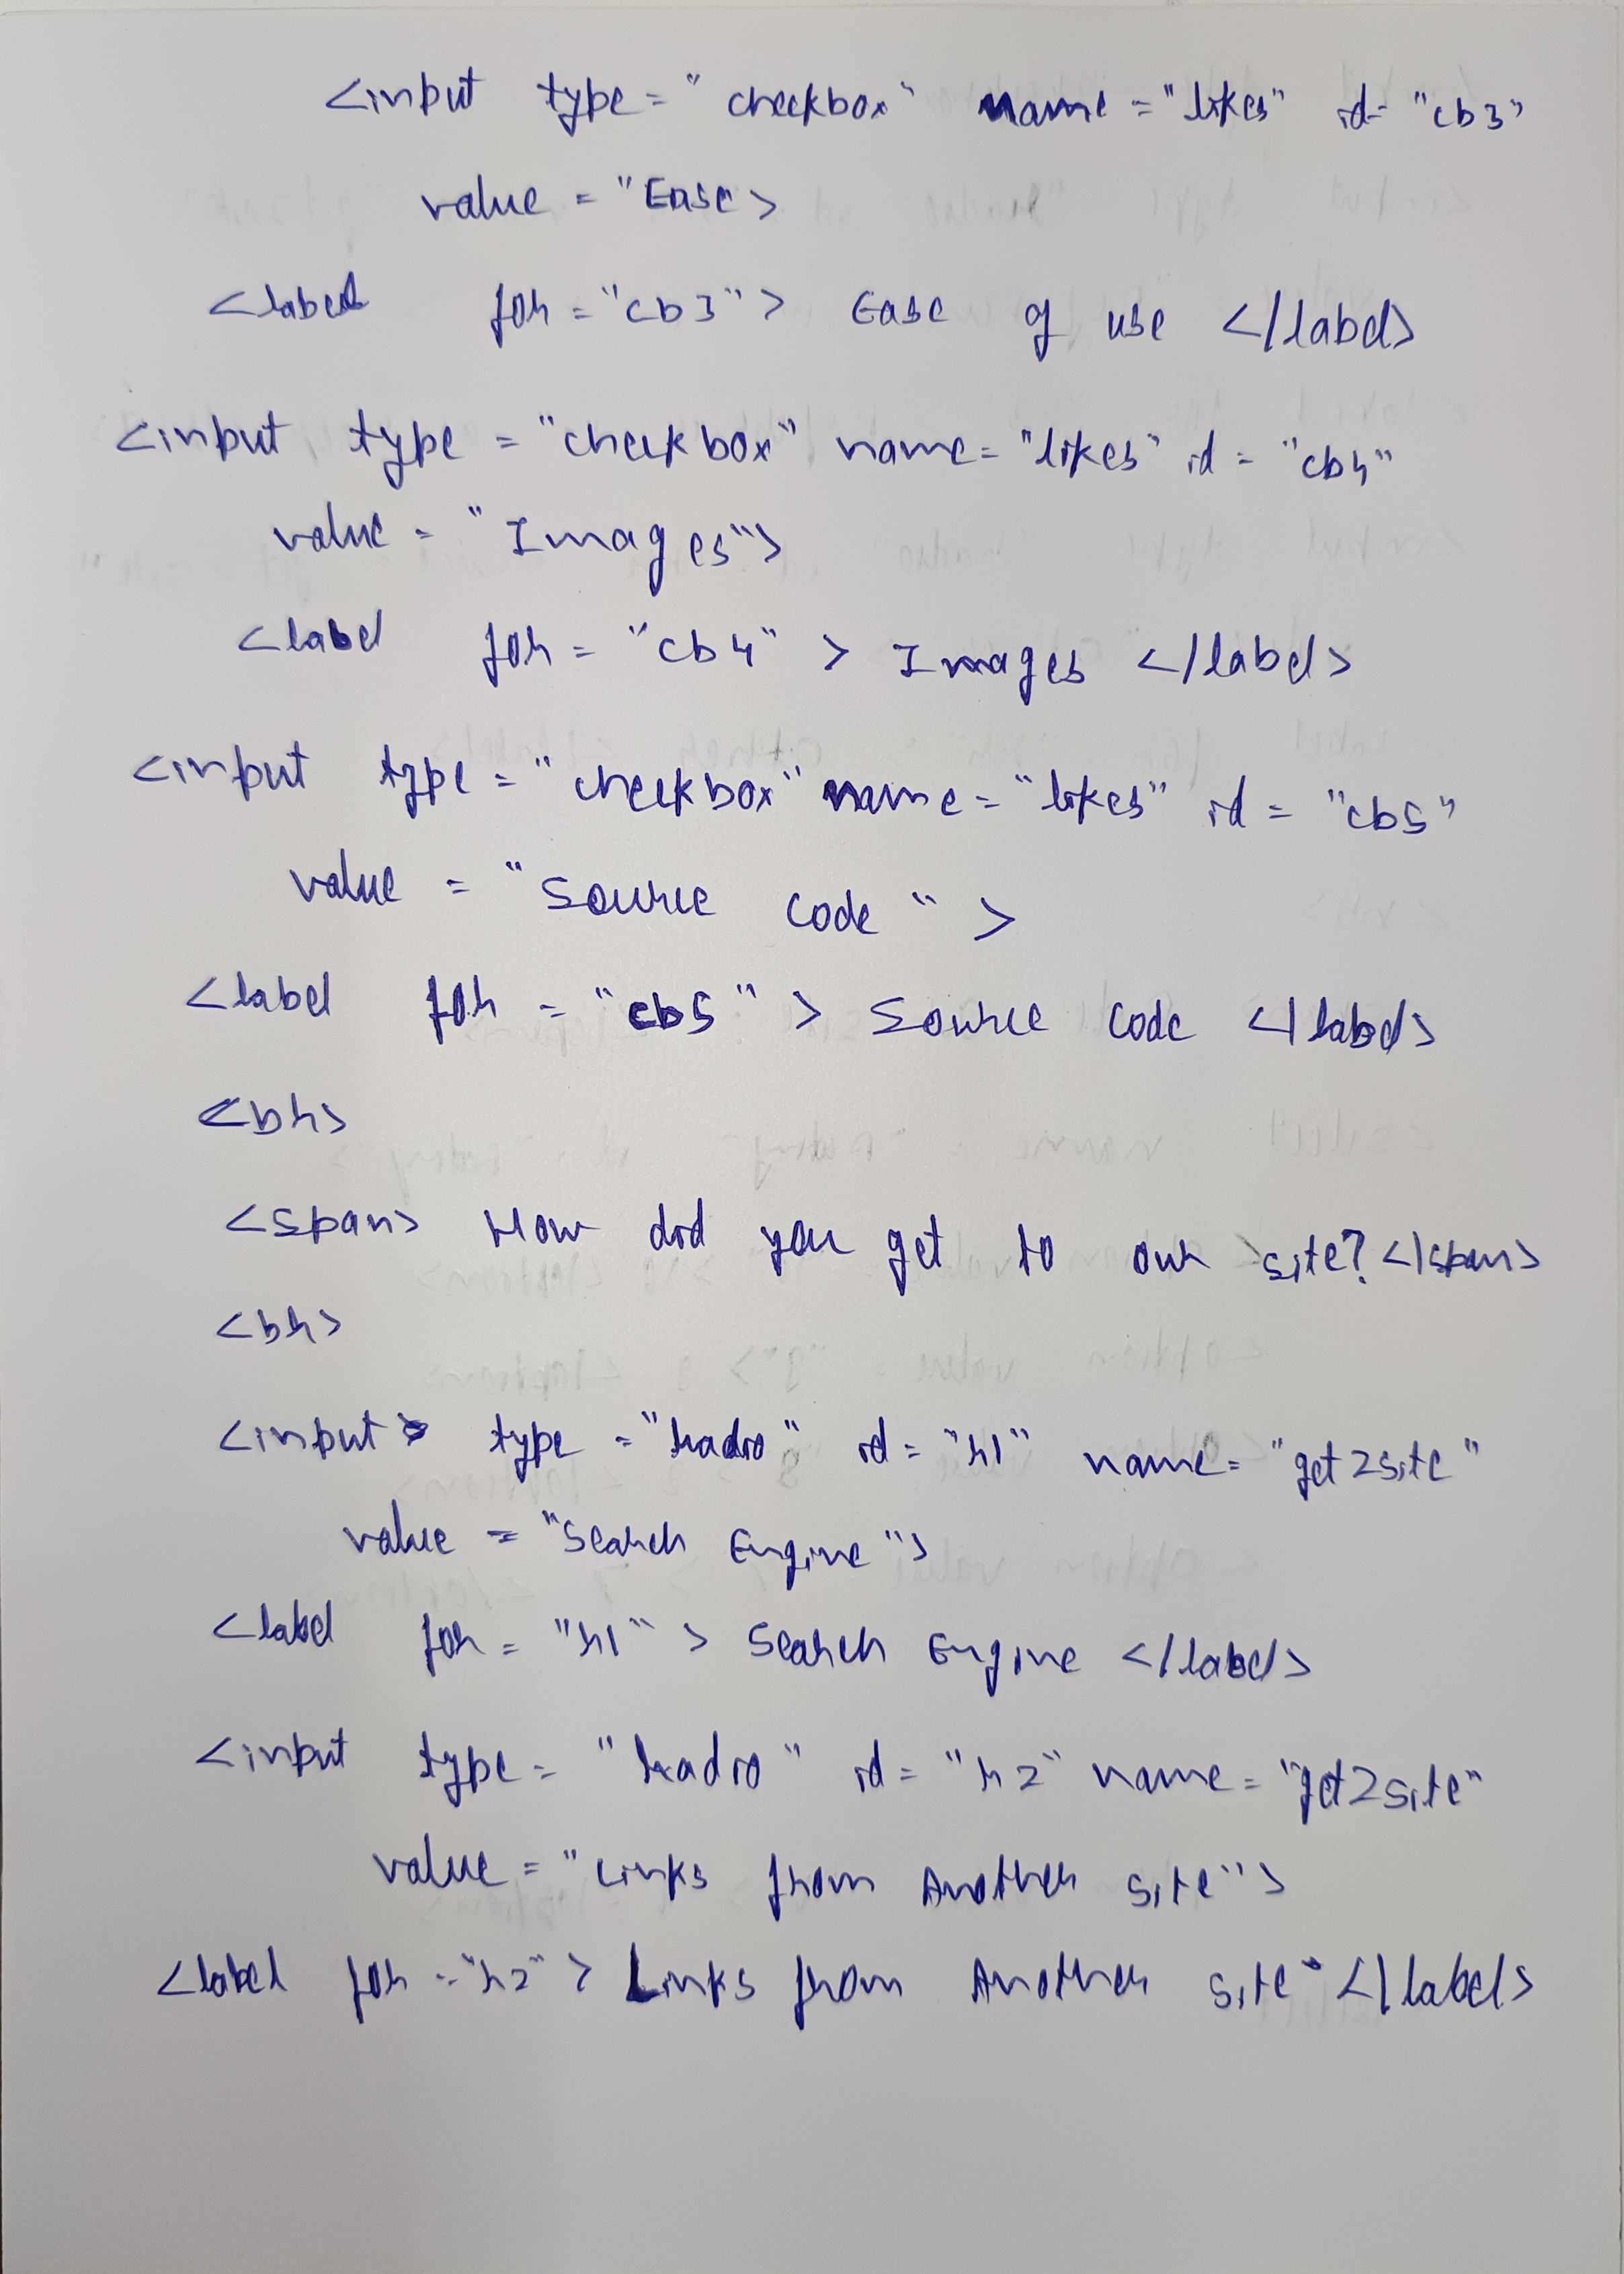 <input type = "checkbox" name = "likes" id = "cb3"
value = "Ease>
<label for = "cb3"> Ease of use </label>
<input type = "checkbox" name = "likes" id = "cb4"
value = "Images">
<label for = "cb4" > Images </label>
<input type = "checkbox" name = "likes" id = "cb5"
value = "Source Code" >
<label for = "cb5" > Source Code </label>
<br>
<span> How did you get to our site? </span>
<br>
<input type = "radio" id = "r1" name = "get2site"
value = "Search Engine">
<label for = "r1" > Search Engine </label>
<input type = "radio" id = "r2" name = "get2site"
value = "Links from Another site">
<label for = "r2" > Links from Another site </label>